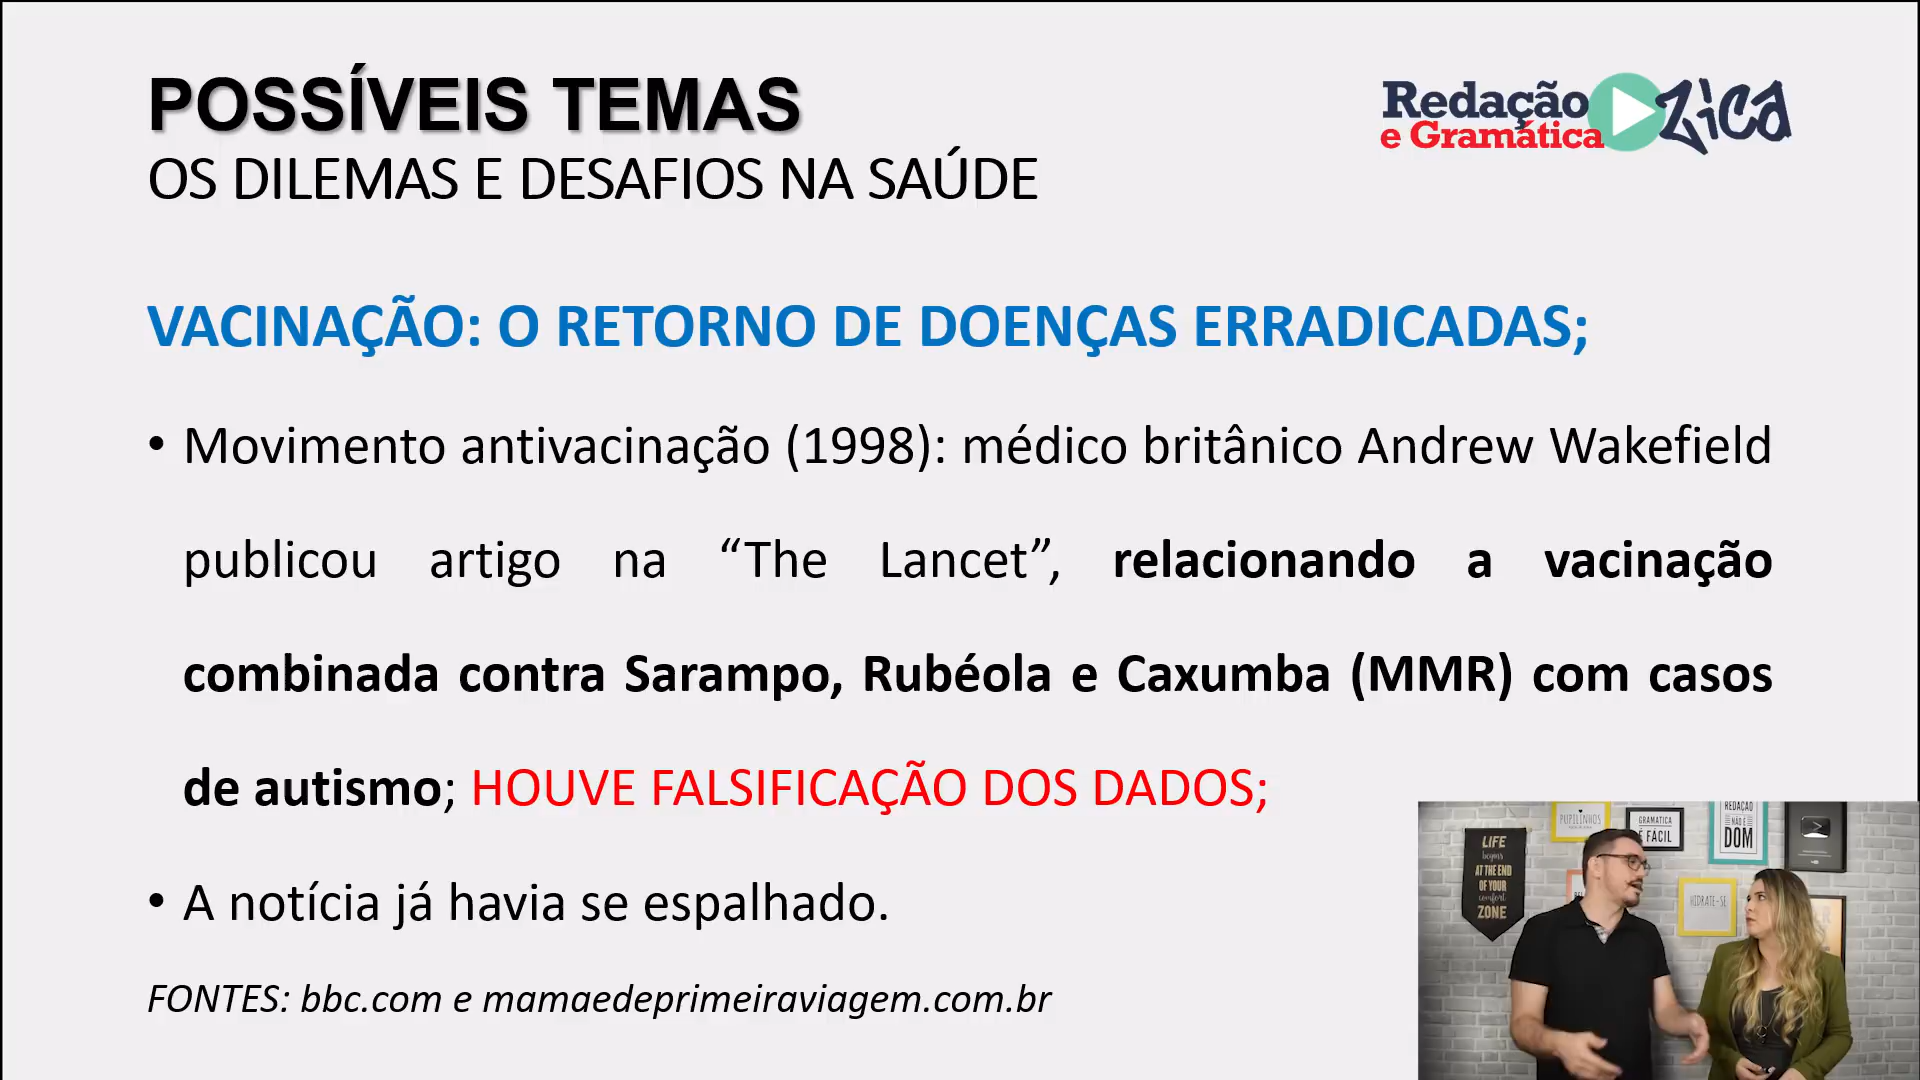 POSSÍVEIS TEMAS
OS DILEMAS E DESAFIOS NA SAÚDE
Redação
e Gramática
Zica
VACINAÇÃO: O RETORNO DE DOENÇAS ERRADICADAS;
• Movimento antivacinação (1998): médico britânico Andrew Wakefield
publicou artigo na “The Lancet”, relacionando a vacinação
combinada contra Sarampo, Rubéola e Caxumba (MMR) com casos
de autismo; HOUVE FALSIFICAÇÃO DOS DADOS;
• A notícia já havia se espalhado.
FONTES: bbc.com e mamaedeprimeiraviagem.com.br
LIFE
begins
AT THE END
OF YOUR
comfort
ZONE
PUPILINHOS
GRAMATICA
É FÁCIL
REDAÇÃO
NÃO É
DOM
HIDRATE-SE